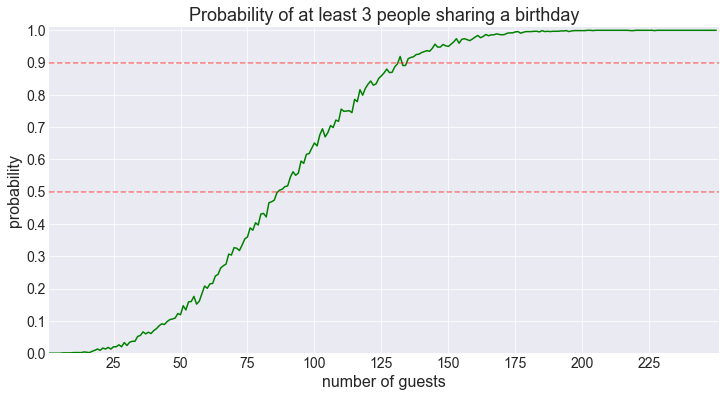 Probability of at least 3 people sharing a birthday
1.0
0.9
0.8
0.7
0.6
0.5
0.4
0.3
0.2
0.1
0.0
probability
25 50 75 100 125 150 175 200 225
number of guests